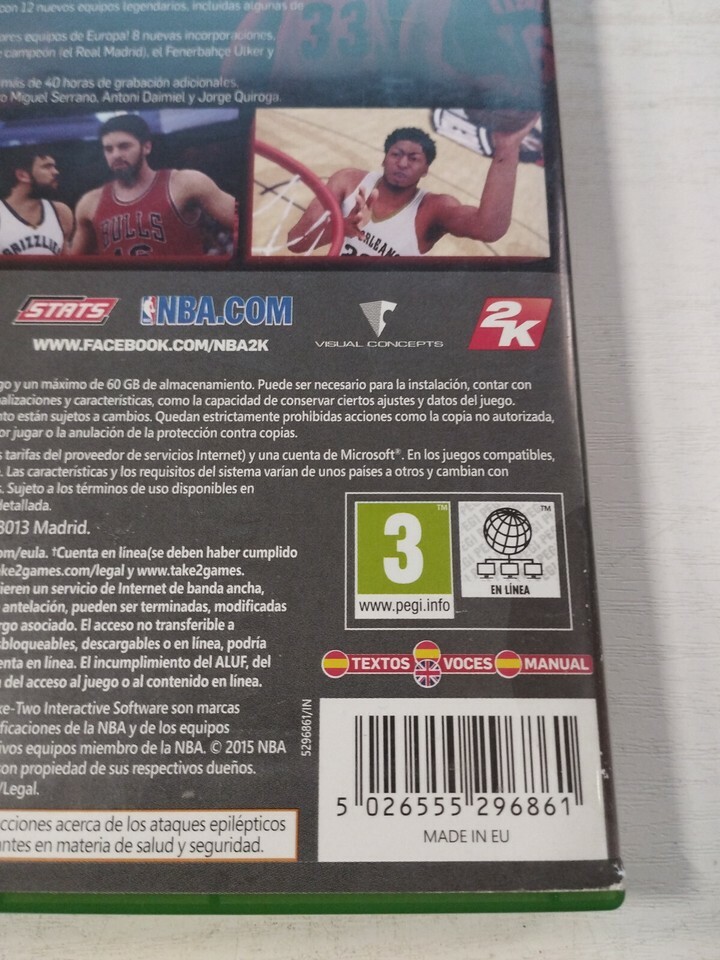 con 12 nuevos equipos legendarios, incluidas algunas de
ores equipos de Europa! 8 nuevas incorporaciones,
campeón (el Real Madrid), el Fenerbahçe Ülker y
más de 40 horas de grabación adicionales.
o Miguel Serrano, Antoni Daimiel y Jorge Quiroga.
33
RIZZLIE
BULLS
16
RLEAN
STATS
NBA.COM
WWW.FACEBOOK.COM/NBA2K
VISUAL CONCEPTS
2K
go y un máximo de 60 GB de almacenamiento. Puede ser necesario para la instalación, contar con
alizaciones y características, como la capacidad de conservar ciertos ajustes y datos del juego.
nto están sujetos a cambios. Quedan estrictamente prohibidas acciones como la copia no autorizada,
or jugar o la anulación de la protección contra copias.
s tarifas del proveedor de servicios Internet) y una cuenta de Microsoft®. En los juegos compatibles,
. Las características y los requisitos del sistema varían de unos países a otros y cambian con
s. Sujeto a los términos de uso disponibles en
detallada.
8013 Madrid.
om/eula. †Cuenta en línea(se deben haber cumplido
ake2games.com/legal y www.take2games.
ieren un servicio de Internet de banda ancha,
antelación, pueden ser terminadas, modificadas
rgo asociado. El acceso no transferible a
sbloqueables, descargables o en línea, podría
enta en línea. El incumplimiento del ALUF, del
del acceso al juego o al contenido en línea.
ke-Two Interactive Software son marcas
ificaciones de la NBA y de los equipos
ivos equipos miembro de la NBA. © 2015 NBA
on propiedad de sus respectivos dueños.
/Legal.
cciones acerca de los ataques epilépticos
antes en materia de salud y seguridad.
3
TM
www.pegi.info
TM
EN LÍNEA
TEXTOS VOCES MANUAL
5296861/IN
5 026555 296861
MADE IN EU